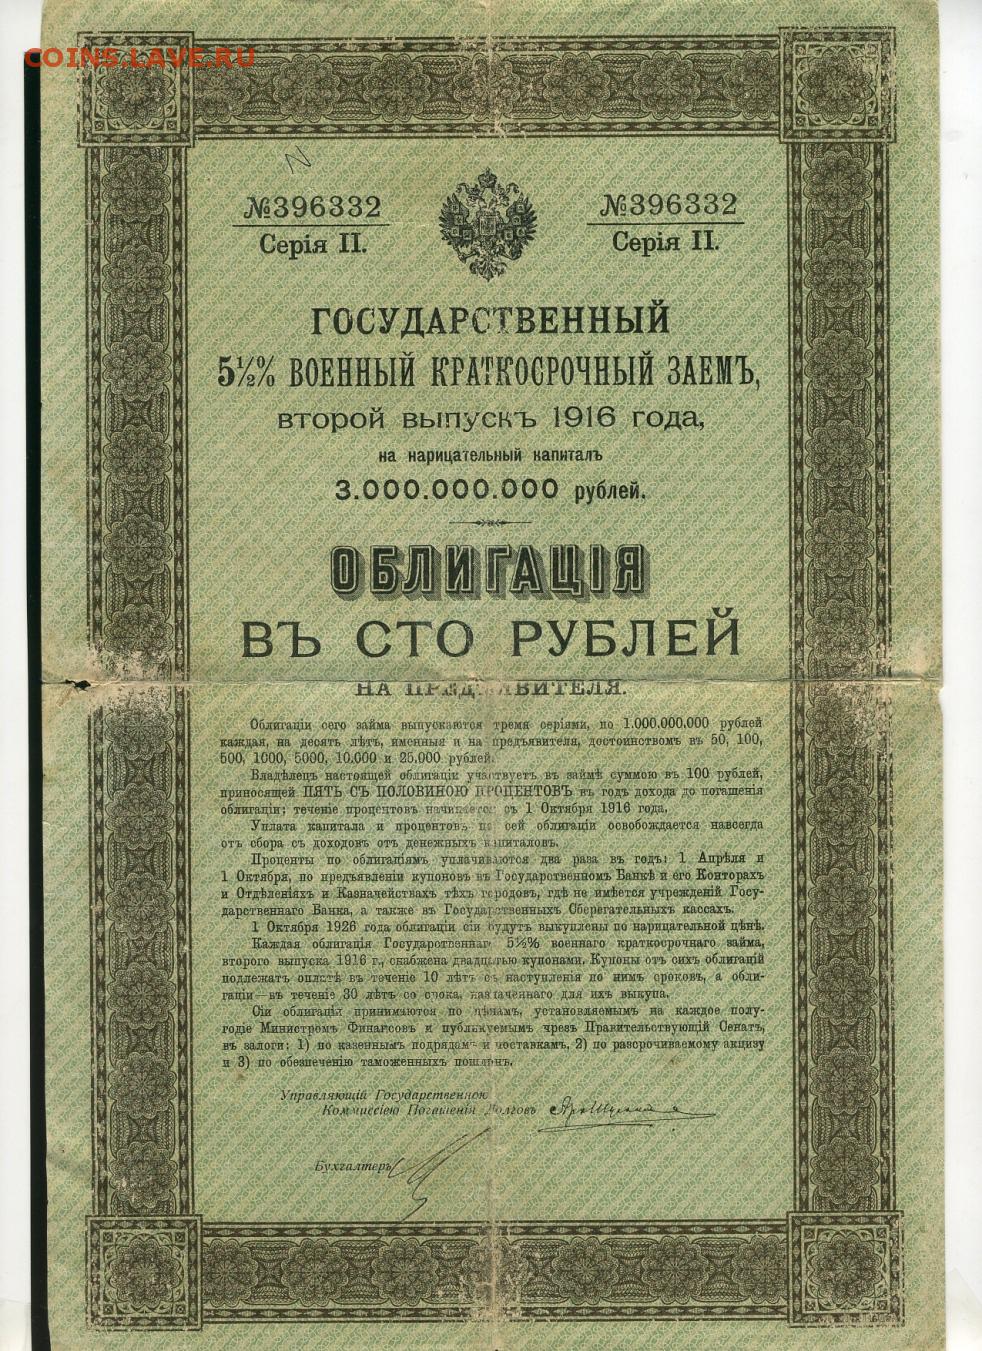 COINS.LAVE.RU
№396332
Серія II.
№396332
Серія II.
ГОСУДАРСТВЕННЫЙ
5½% ВОЕННЫЙ КРАТКОСРОЧНЫЙ ЗАЕМЪ,
второй выпускъ 1916 года,
на нарицательный капиталъ
3.000.000.000 рублей.
ОБЛИГАЦІЯ
ВЪ СТО РУБЛЕЙ
НА ПРЕДЪЯВИТЕЛЯ.
Облигаціи сего займа выпускаются тремя серіями, по 1.000.000,000 рублей
каждая, на десять лѣтъ, именныя и на предъявителя, достоинствомъ въ 50, 100,
500, 1000, 5000, 10.000 и 25,000 рублей.
Владѣлецъ настоящей облигаціи участвуетъ въ займѣ суммою въ 100 рублей,
приносящей ПЯТЬ СЪ ПОЛОВИНОЮ ПРОЦЕНТОВЪ въ годъ дохода до погашенія
облигаціи; теченіе процентовъ начинается съ 1 Октября 1916 года.
Уплата капитала и процентовъ по сей облигаціи освобождается навсегда
отъ сбора съ доходовъ отъ денежныхъ капиталовъ.
Проценты по облигаціямъ уплачиваются два раза въ годъ: 1 Апрѣля и
1 Октября, по предъявленіи купоновъ въ Государственномъ Банкѣ и его Конторахъ
и Отдѣленіяхъ и Казначействахъ тѣхъ городовъ, гдѣ не имѣется учрежденій Госу-
дарственнаго Банка, а также въ Государственныхъ Сберегательныхъ кассахъ.
1 Октября 1926 года облигаціи сіи будутъ выкуплены по нарицательной цѣнѣ.
Каждая облигація Государственнаго 5½% военнаго краткосрочнаго займа,
второго выпуска 1916 г., снабжена двадцатью купонами. Купоны отъ сихъ облигацій
подлежатъ оплатѣ въ теченіе 10 лѣтъ съ наступленія по нимъ сроковъ, а обли-
гаціи—въ теченіе 30 лѣтъ со срока, назначеннаго для ихъ выкупа.
Сіи облигаціи принимаются по цѣнамъ, установляемымъ на каждое полу-
годіе Министромъ Финансовъ и публикуемымъ чрезъ Правительствующій Сенатъ,
въ залоги: 1) по казеннымъ подрядамъ и поставкамъ, 2) по разсрочиваемому акцизу
и 3) по обезпеченію таможенныхъ пошлинъ.
Управляющій Государственною
Коммиссіею Погашенія Долговъ
Бухгалтеръ